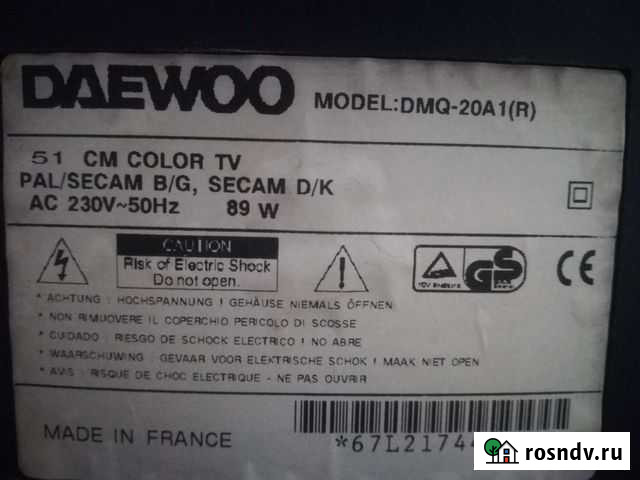 DAEWOO MODEL:DMQ-20A1(R)
51 CM COLOR TV
PAL/SECAM B/G, SECAM D/K
AC 230V~50Hz 89 W
CAUTION
Risk of Electric Shock
Do not open.
GS
CE
* ACHTUNG : HOCHSPANNUNG ! GEHÄUSE NIEMALS ÖFFNEN
* NON RIMUOVERE IL COPERCHIO PERICOLO DI SCOSSE
* CUIDADO : RIESGO DE SCHOCK ELECTRICO ! NO ABRE
* WAARSCHUWING : GEVAAR VOOR ELEKTRISCHE SCHOK ! MAAK NIET OPEN
* AVIS : RISQUE DE CHOC ELECTRIQUE - NE PAS OUVRIR
MADE IN FRANCE
*67L2174
rosndv.ru